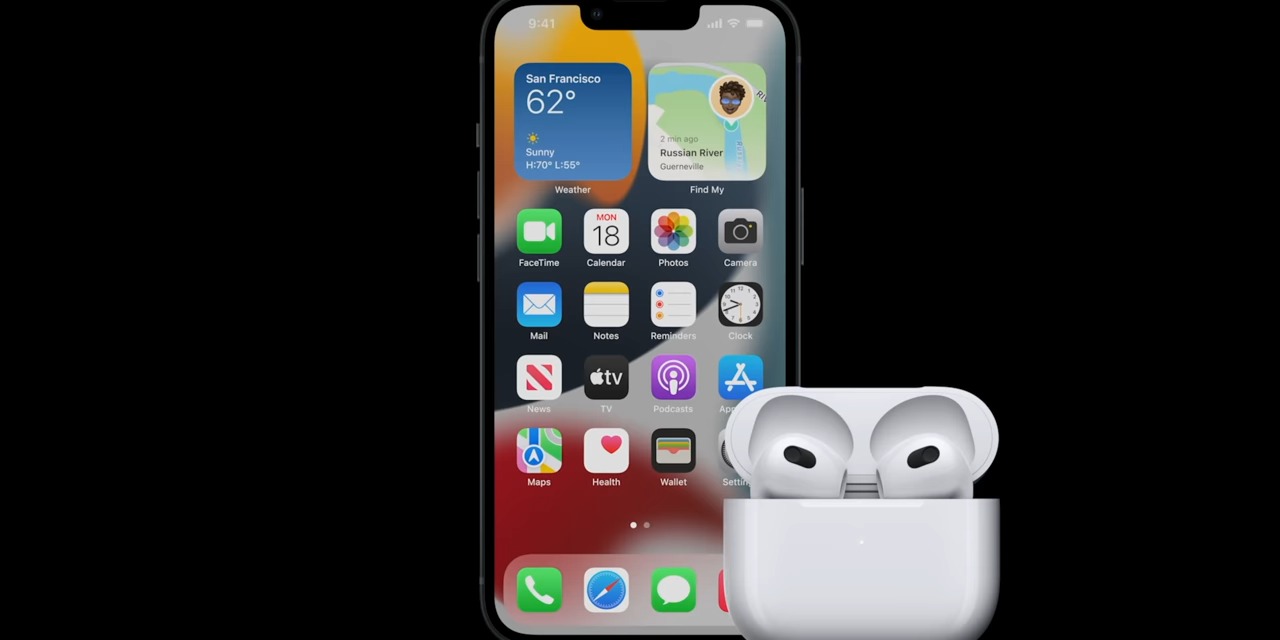 9:41
San Francisco
62°
Sunny
H:70° L:55°
Weather
2 min ago
Russian River
Guerneville
Find My
MON
18
FaceTime
Calendar
Photos
Camera
Mail
Notes
Reminders
Clock
tv
News
TV
Podcasts
Maps
Health
Wallet